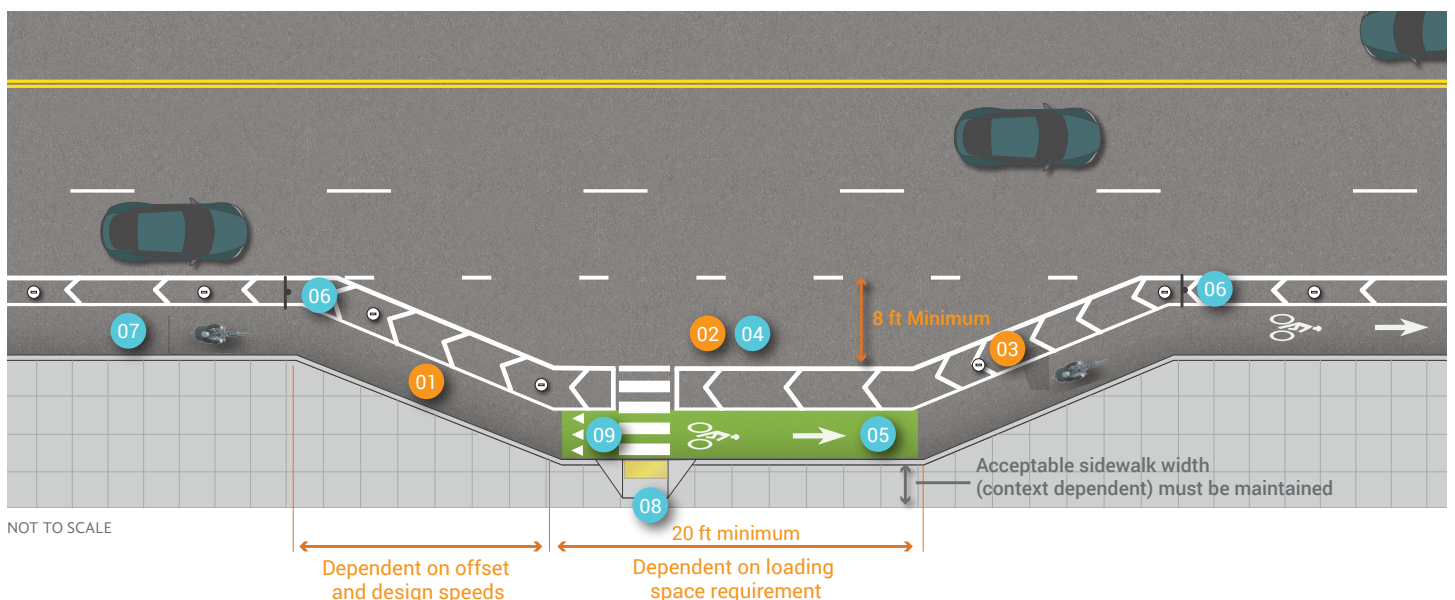 06
06
07
8 ft Minimum
02
04
03
01
09
05
Acceptable sidewalk width
(context dependent) must be maintained
08
NOT TO SCALE
20 ft minimum
Dependent on offset
and design speeds
Dependent on loading
space requirement